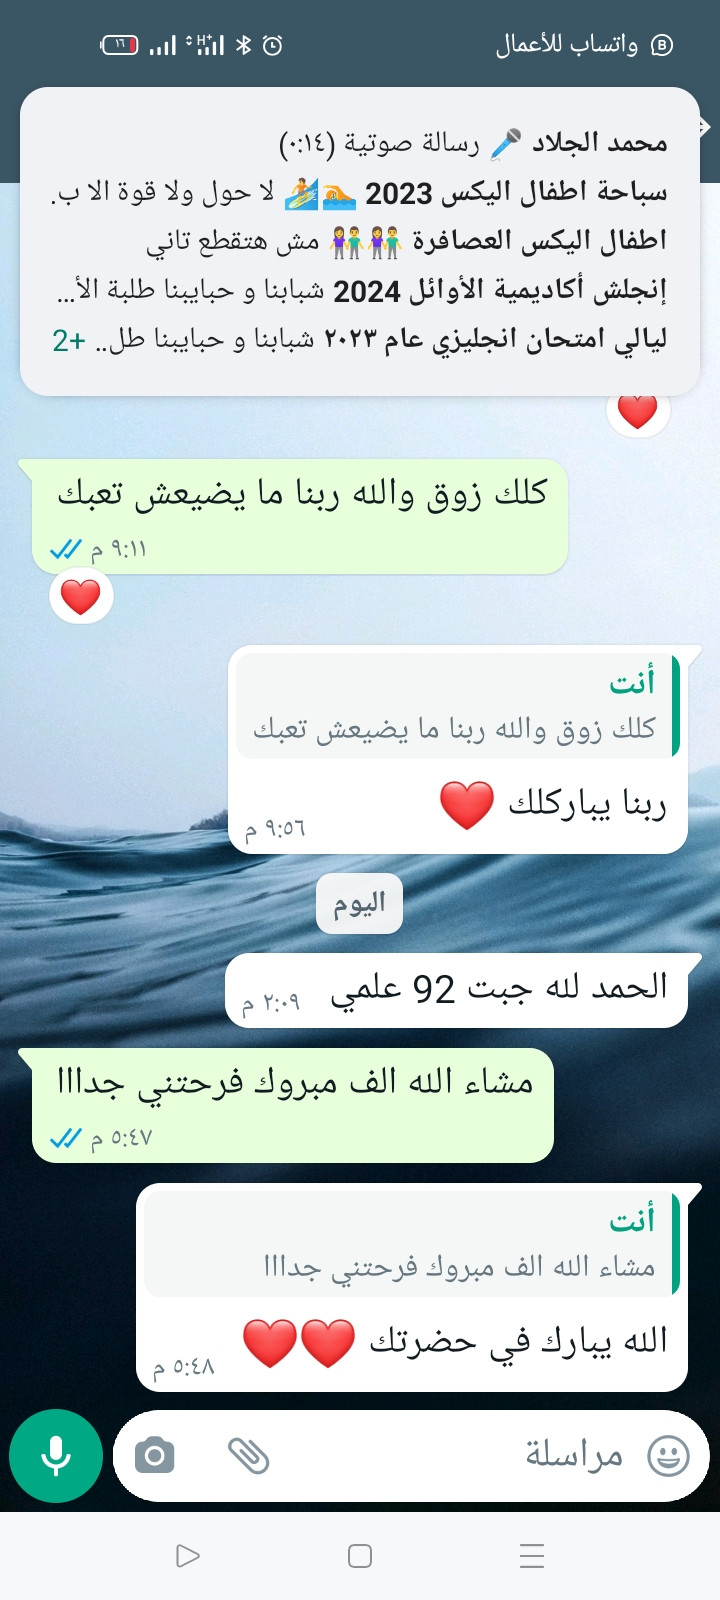 واتساب للأعمال
١٦
H+
محمد الجلاد 🎤 رسالة صوتية (٠:١٤)
سباحة اطفال اليكس 2023 🏊🏄 لا حول ولا قوة الا ب.
اطفال اليكس العصافرة 👫👫 مش هتقطع تاني
إنجلش أكاديمية الأوائل 2024 شبابنا و حبايبنا طلبة الأ...
ليالي امتحان انجليزي عام ٢٠٢٣ شبابنا و حبايبنا طل.. +2
❤️
كلك زوق والله ربنا ما يضيعش تعبك
٩:١١ م
❤️
أنت
كلك زوق والله ربنا ما يضيعش تعبك
ربنا يباركلك ❤️
٩:٥٦ م
اليوم
الحمد لله جبت 92 علمي
٢:٠٩ م
مشاء الله الف مبروك فرحتني جدااا
٥:٤٧ م
أنت
مشاء الله الف مبروك فرحتني جدااا
الله يبارك في حضرتك ❤️❤️
٥:٤٨ م
مراسلة